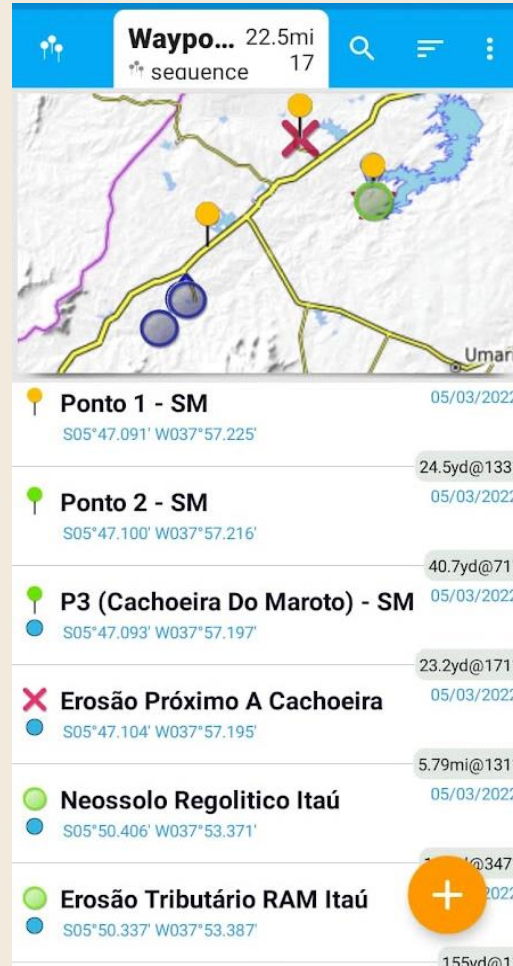 Waypo... 22.5mi
sequence 17
Umari
Ponto 1 - SM 05/03/2022
S05°47.091' W037°57.225'
24.5yd@133
Ponto 2 - SM 05/03/2022
S05°47.100' W037°57.216'
40.7yd@71°
P3 (Cachoeira Do Maroto) - SM 05/03/2022
S05°47.093' W037°57.197'
23.2yd@171°
Erosão Próximo A Cachoeira 05/03/2022
S05°47.104' W037°57.195'
5.79mi@131°
Neossolo Regolitico Itaú 05/03/2022
S05°50.406' W037°53.371'
@347
Erosão Tributário RAM Itaú 2022
S05°50.337' W037°53.387'
155yd@1